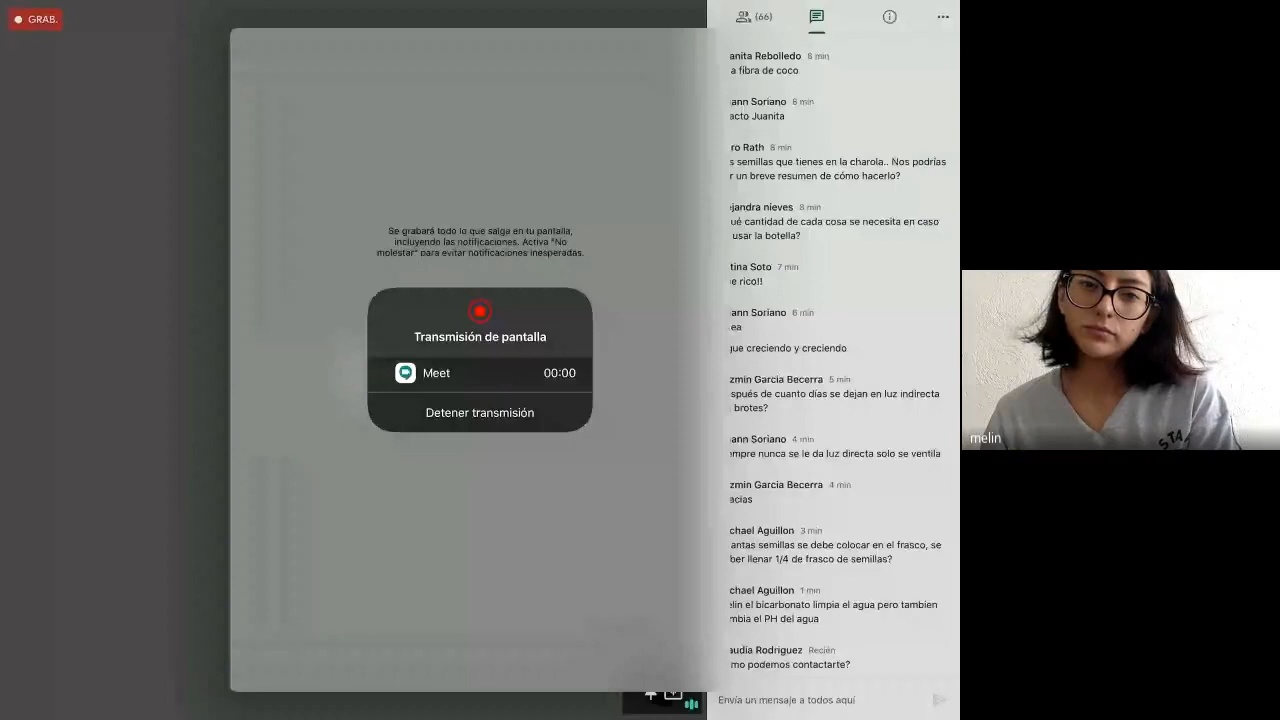 GRAB.
(66)
Se grabará todo lo que salga en tu pantalla,
incluyendo las notificaciones. Activa "No
molestar" para evitar notificaciones inesperadas.
Transmisión de pantalla
Meet 00:00
Detener transmisión
anita Rebolledo 8 min
a fibra de coco
ann Soriano 8 min
acto Juanita
ro Rath 8 min
s semillas que tienes en la charola.. Nos podrías
r un breve resumen de cómo hacerlo?
ejandra nieves 8 min
ué cantidad de cada cosa se necesita en caso
usar la botella?
tina Soto 7 min
e rico!!
ann Soriano 6 min
ea
ue creciendo y creciendo
zmin Garcia Becerra 5 min
spués de cuanto días se dejan en luz indirecta
brotes?
ann Soriano 4 min
mpre nunca se le da luz directa solo se ventila
zmin Garcia Becerra 4 min
acias
chael Aguillon 3 min
antas semillas se debe colocar en el frasco, se
ber llenar 1/4 de frasco de semillas?
chael Aguillon 1 min
elin el bicarbonato limpia el agua pero tambien
mbia el PH del agua
audia Rodriguez Recién
mo podemos contactarte?
Envía un mensaje a todos aquí
melin
STA